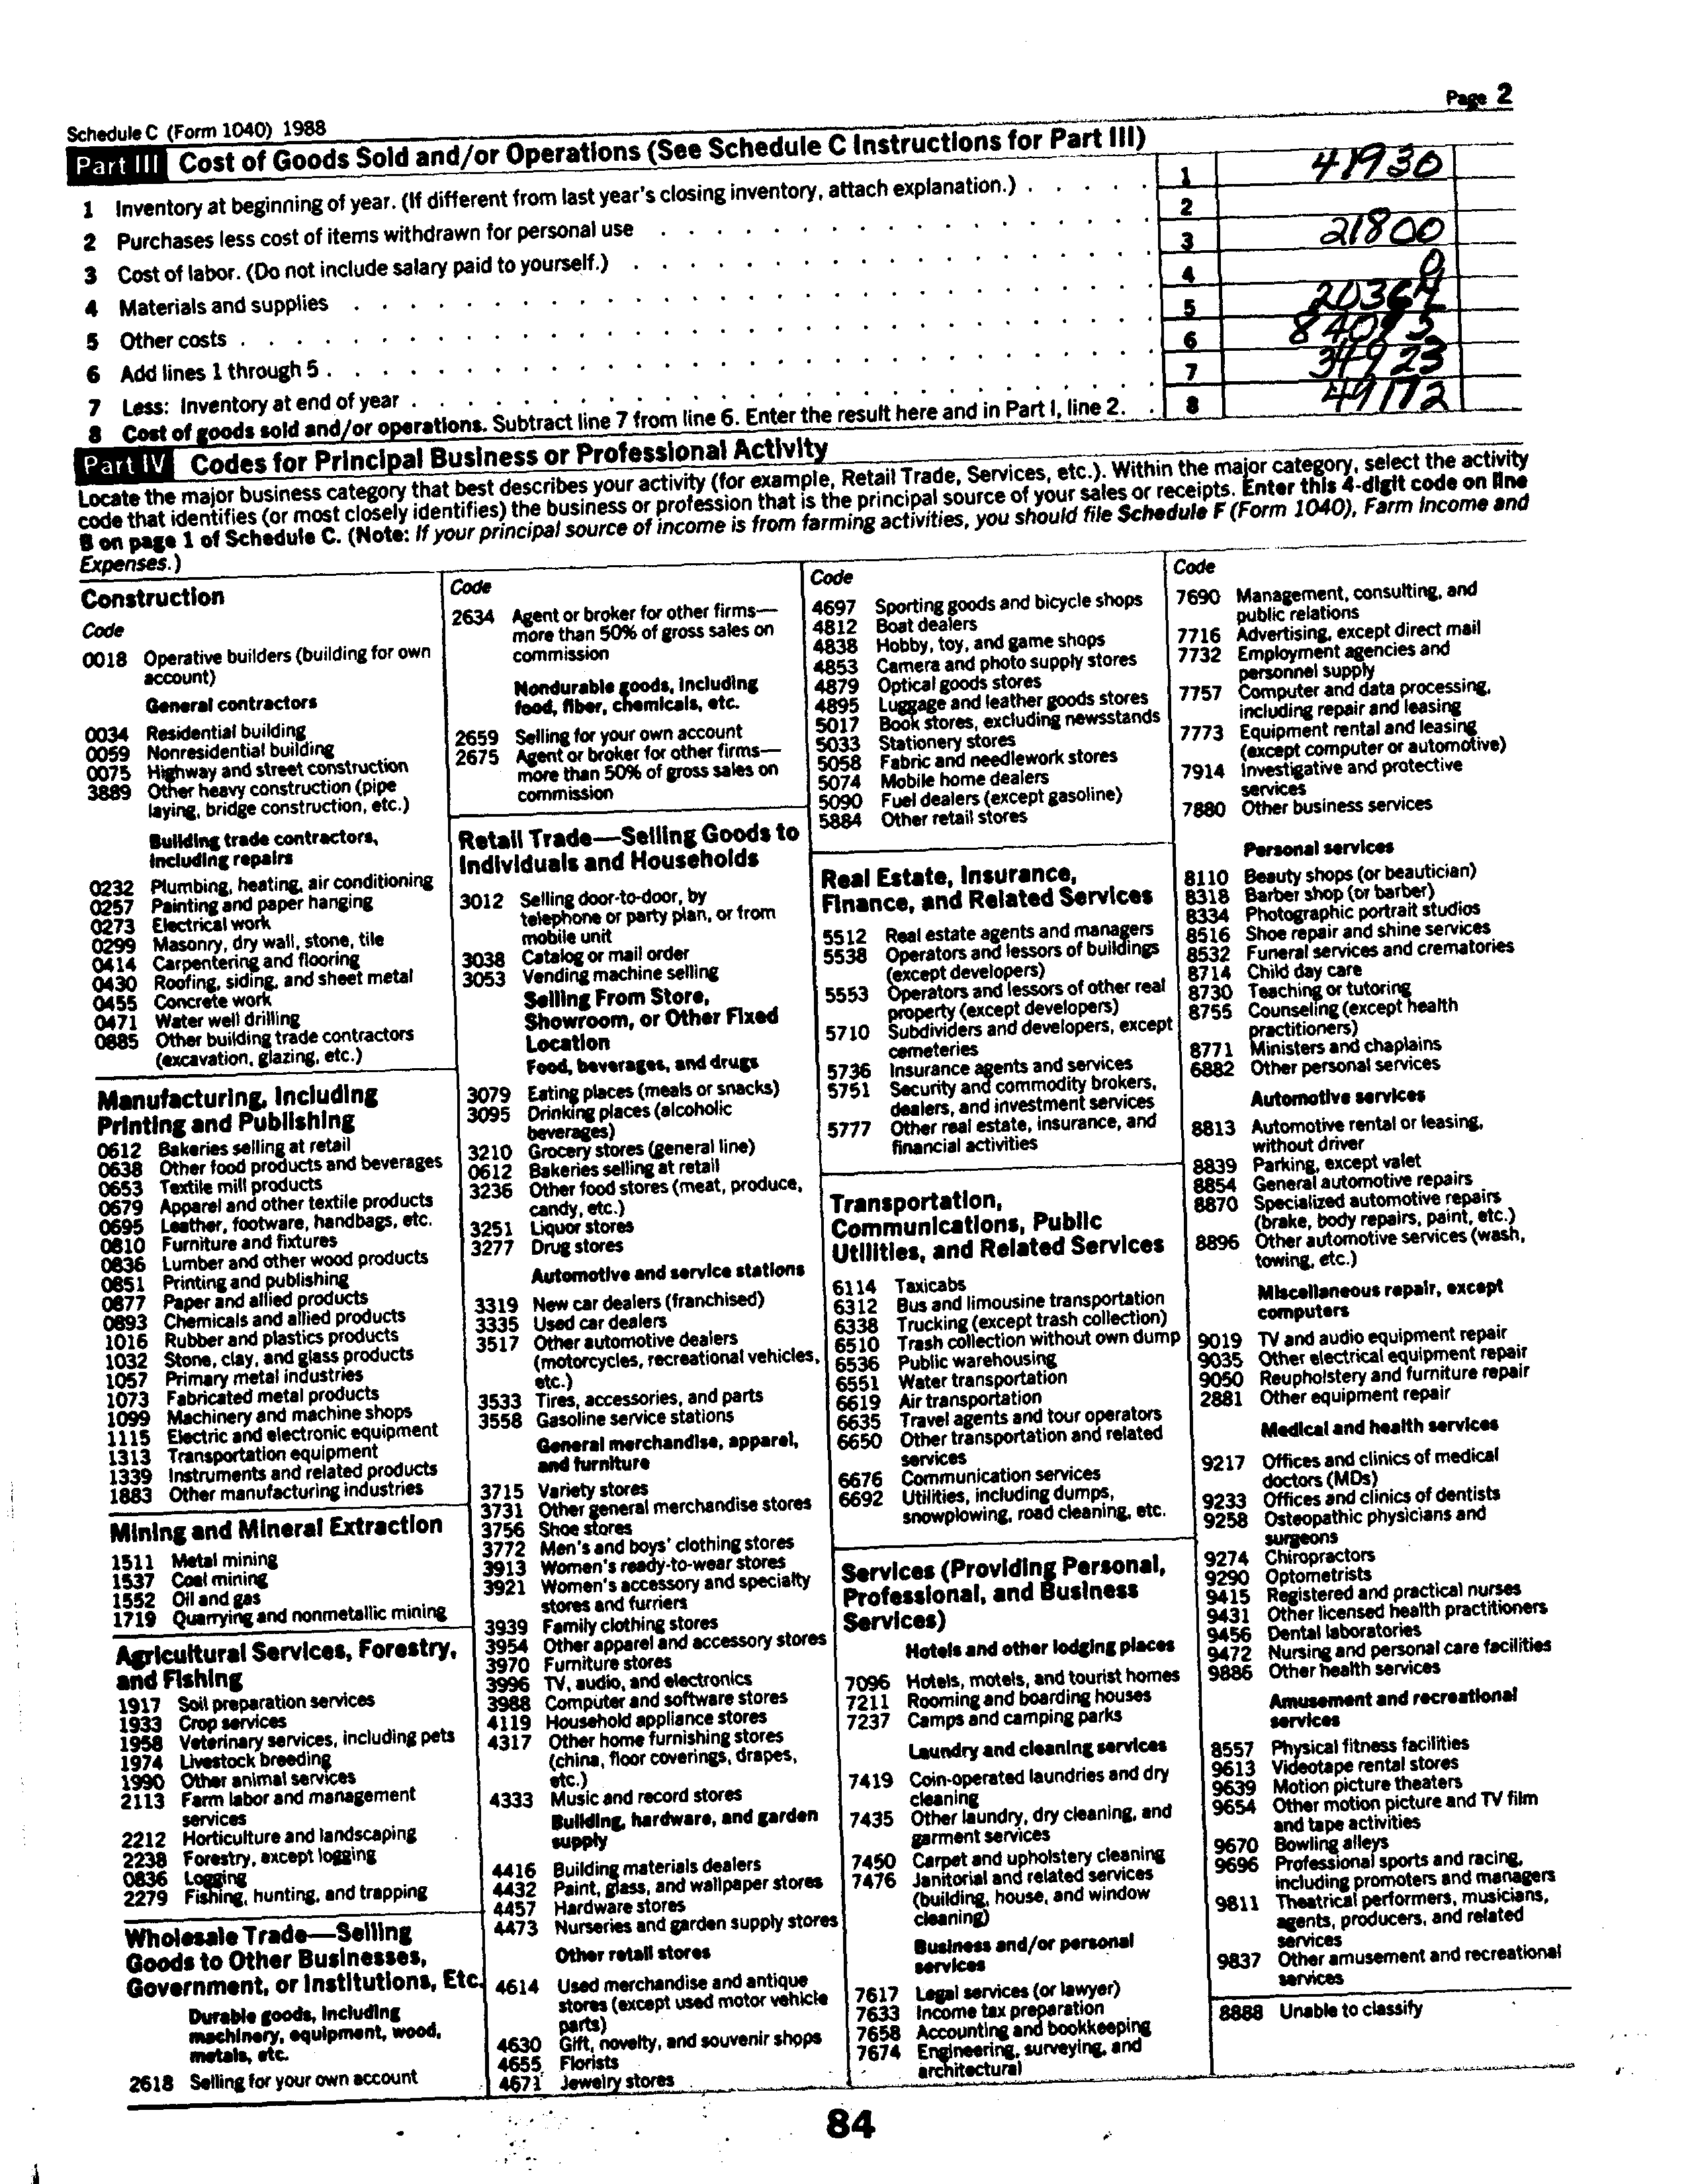 Page 2
Schedule C (Form 1040) 1988
Part III Cost of Goods Sold and/or Operations (See Schedule C Instructions for Part III)
1 Inventory at beginning of year. (If different from last year's closing inventory, attach explanation.) . . . . . 1 41930
2 Purchases less cost of items withdrawn for personal use 2
3 Cost of labor. (Do not include salary paid to yourself.) 3 21800
4 Materials and supplies 4 0
5 Other costs 5 20364
6 Add lines 1 through 5 6 84095
7 Less: Inventory at end of year 7 34923
8 Cost of goods sold and/or operations. Subtract line 7 from line 6. Enter the result here and in Part I, line 2. . 8 49172
Part IV Codes for Principal Business or Professional Activity
Locate the major business category that best describes your activity (for example, Retail Trade, Services, etc.). Within the major category, select the activity
code that identifies (or most closely identifies) the business or profession that is the principal source of your sales or receipts. Enter this 4-digit code on line
B on page 1 of Schedule C. (Note: If your principal source of income is from farming activities, you should file Schedule F (Form 1040), Farm Income and
Expenses.)
Construction
Code
0018 Operative builders (building for own
account)
General contractors
0034 Residential building
0059 Nonresidential building
0075 Highway and street construction
3889 Other heavy construction (pipe
laying, bridge construction, etc.)
Building trade contractors,
including repairs
0232 Plumbing, heating, air conditioning
0257 Painting and paper hanging
0273 Electrical work
0299 Masonry, dry wall, stone, tile
0414 Carpentering and flooring
0430 Roofing, siding, and sheet metal
0455 Concrete work
0471 Water well drilling
0885 Other building trade contractors
(excavation, glazing, etc.)
Manufacturing, Including
Printing and Publishing
0612 Bakeries selling at retail
0638 Other food products and beverages
0653 Textile mill products
0679 Apparel and other textile products
0695 Leather, footware, handbags, etc.
0810 Furniture and fixtures
0836 Lumber and other wood products
0851 Printing and publishing
0877 Paper and allied products
0893 Chemicals and allied products
1016 Rubber and plastics products
1032 Stone, clay, and glass products
1057 Primary metal industries
1073 Fabricated metal products
1099 Machinery and machine shops
1115 Electric and electronic equipment
1313 Transportation equipment
1339 Instruments and related products
1883 Other manufacturing industries
Mining and Mineral Extraction
1511 Metal mining
1537 Coal mining
1552 Oil and gas
1719 Quarrying and nonmetallic mining
Agricultural Services, Forestry,
and Fishing
1917 Soil preparation services
1933 Crop services
1958 Veterinary services, including pets
1974 Livestock breeding
1990 Other animal services
2113 Farm labor and management
services
2212 Horticulture and landscaping
2238 Forestry, except logging
0836 Logging
2279 Fishing, hunting, and trapping
Wholesale Trade—Selling
Goods to Other Businesses,
Government, or Institutions, Etc.
Durable goods, including
machinery, equipment, wood,
metals, etc.
2618 Selling for your own account
Code
2634 Agent or broker for other firms—
more than 50% of gross sales on
commission
Nondurable goods, including
food, fiber, chemicals, etc.
2659 Selling for your own account
2675 Agent or broker for other firms—
more than 50% of gross sales on
commission
Retail Trade—Selling Goods to
Individuals and Households
3012 Selling door-to-door, by
telephone or party plan, or from
mobile unit
3038 Catalog or mail order
3053 Vending machine selling
Selling From Store,
Showroom, or Other Fixed
Location
Food, beverages, and drugs
3079 Eating places (meals or snacks)
3095 Drinking places (alcoholic
beverages)
3210 Grocery stores (general line)
0612 Bakeries selling at retail
3236 Other food stores (meat, produce,
candy, etc.)
3251 Liquor stores
3277 Drug stores
Automotive and service stations
3319 New car dealers (franchised)
3335 Used car dealers
3517 Other automotive dealers
(motorcycles, recreational vehicles,
etc.)
3533 Tires, accessories, and parts
3558 Gasoline service stations
General merchandise, apparel,
and furniture
3715 Variety stores
3731 Other general merchandise stores
3756 Shoe stores
3772 Men's and boys' clothing stores
3913 Women's ready-to-wear stores
3921 Women's accessory and specialty
stores and furriers
3939 Family clothing stores
3954 Other apparel and accessory stores
3970 Furniture stores
3996 TV, audio, and electronics
3988 Computer and software stores
4119 Household appliance stores
4317 Other home furnishing stores
(china, floor coverings, drapes,
etc.)
4333 Music and record stores
Building, hardware, and garden
supply
4416 Building materials dealers
4432 Paint, glass, and wallpaper stores
4457 Hardware stores
4473 Nurseries and garden supply stores
Other retail stores
4614 Used merchandise and antique
stores (except used motor vehicle
parts)
4630 Gift, novelty, and souvenir shops
4655 Florists
4671 Jewelry stores
Code
4697 Sporting goods and bicycle shops
4812 Boat dealers
4838 Hobby, toy, and game shops
4853 Camera and photo supply stores
4879 Optical goods stores
4895 Luggage and leather goods stores
5017 Book stores, excluding newsstands
5033 Stationery stores
5058 Fabric and needlework stores
5074 Mobile home dealers
5090 Fuel dealers (except gasoline)
5884 Other retail stores
Real Estate, Insurance,
Finance, and Related Services
5512 Real estate agents and managers
5538 Operators and lessors of buildings
(except developers)
5553 Operators and lessors of other real
property (except developers)
5710 Subdividers and developers, except
cemeteries
5736 Insurance agents and services
5751 Security and commodity brokers,
dealers, and investment services
5777 Other real estate, insurance, and
financial activities
Transportation,
Communications, Public
Utilities, and Related Services
6114 Taxicabs
6312 Bus and limousine transportation
6338 Trucking (except trash collection)
6510 Trash collection without own dump
6536 Public warehousing
6551 Water transportation
6619 Air transportation
6635 Travel agents and tour operators
6650 Other transportation and related
services
6676 Communication services
6692 Utilities, including dumps,
snowplowing, road cleaning, etc.
Services (Providing Personal,
Professional, and Business
Services)
Hotels and other lodging places
7096 Hotels, motels, and tourist homes
7211 Rooming and boarding houses
7237 Camps and camping parks
Laundry and cleaning services
7419 Coin-operated laundries and dry
cleaning
7435 Other laundry, dry cleaning, and
garment services
7450 Carpet and upholstery cleaning
7476 Janitorial and related services
(building, house, and window
cleaning)
Business and/or personal
services
7617 Legal services (or lawyer)
7633 Income tax preparation
7658 Accounting and bookkeeping
7674 Engineering, surveying, and
architectural
Code
7690 Management, consulting, and
public relations
7716 Advertising, except direct mail
7732 Employment agencies and
personnel supply
7757 Computer and data processing,
including repair and leasing
7773 Equipment rental and leasing
(except computer or automotive)
7914 Investigative and protective
services
7880 Other business services
Personal services
8110 Beauty shops (or beautician)
8318 Barber shop (or barber)
8334 Photographic portrait studios
8516 Shoe repair and shine services
8532 Funeral services and crematories
8714 Child day care
8730 Teaching or tutoring
8755 Counseling (except health
practitioners)
8771 Ministers and chaplains
6882 Other personal services
Automotive services
8813 Automotive rental or leasing,
without driver
8839 Parking, except valet
8854 General automotive repairs
8870 Specialized automotive repairs
(brake, body repairs, paint, etc.)
8896 Other automotive services (wash,
towing, etc.)
Miscellaneous repair, except
computers
9019 TV and audio equipment repair
9035 Other electrical equipment repair
9050 Reupholstery and furniture repair
2881 Other equipment repair
Medical and health services
9217 Offices and clinics of medical
doctors (MDs)
9233 Offices and clinics of dentists
9258 Osteopathic physicians and
surgeons
9274 Chiropractors
9290 Optometrists
9415 Registered and practical nurses
9431 Other licensed health practitioners
9456 Dental laboratories
9472 Nursing and personal care facilities
9886 Other health services
Amusement and recreational
services
8557 Physical fitness facilities
9613 Videotape rental stores
9639 Motion picture theaters
9654 Other motion picture and TV film
and tape activities
9670 Bowling alleys
9696 Professional sports and racing,
including promoters and managers
9811 Theatrical performers, musicians,
agents, producers, and related
services
9837 Other amusement and recreational
services
8888 Unable to classify
84